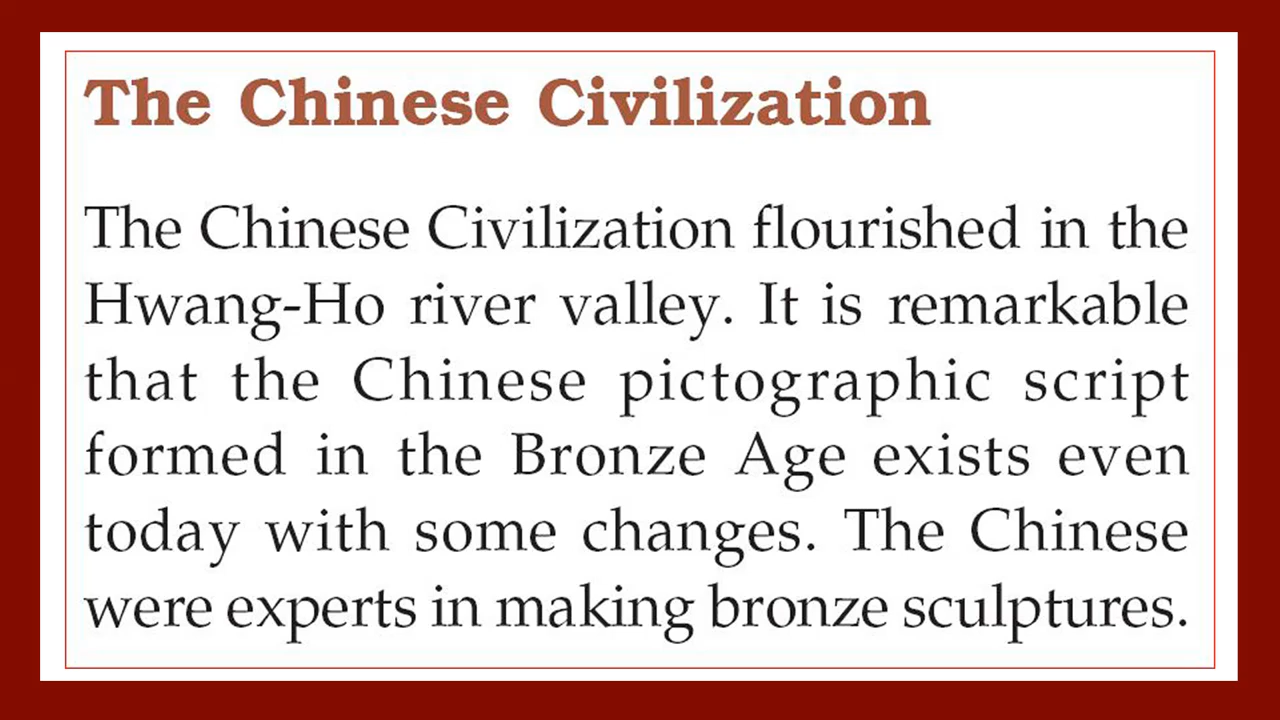 The Chinese Civilization
The Chinese Civilization flourished in the
Hwang-Ho river valley. It is remarkable
that the Chinese pictographic script
formed in the Bronze Age exists even
today with some changes. The Chinese
were experts in making bronze sculptures.